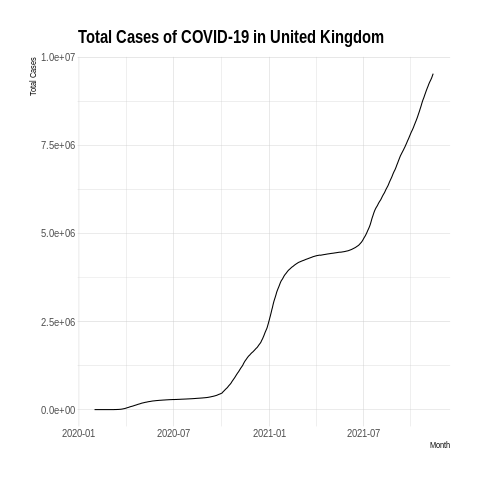 Total Cases of COVID-19 in United Kingdom
Total Cases
1.0e+07
7.5e+06
5.0e+06
2.5e+06
0.0e+00
2020-01 2020-07 2021-01 2021-07
Month